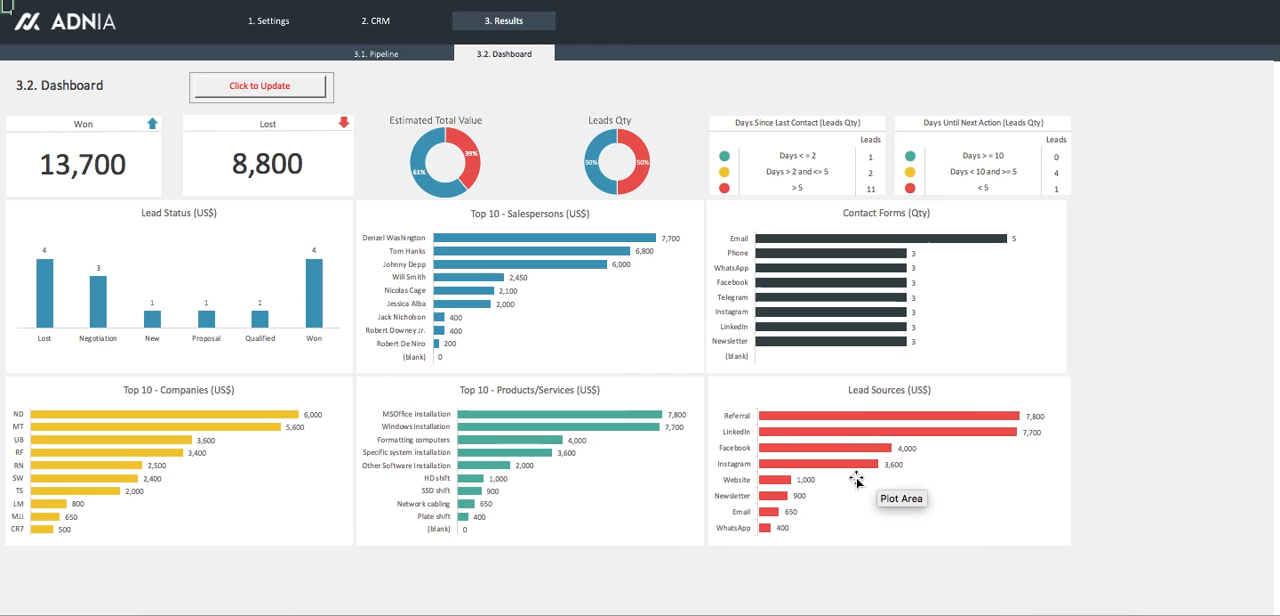 ADNIA
1. Settings
2. CRM
3. Results
3.1. Pipeline
3.2. Dashboard
3.2. Dashboard
Click to Update
Won
13,700
Lost
8,800
Estimated Total Value
39%
61%
Leads Qty
50%
50%
Days Since Last Contact (Leads Qty)
Leads
Days < = 2 1
Days > 2 and <= 5 2
> 5 11
Days Until Next Action (Leads Qty)
Leads
Days >= 10 0
Days < 10 and >= 5 4
< 5 1
Lead Status (US$)
4 3 1 1 1 4
Lost Negotiation New Proposal Qualified Won
Top 10 - Salespersons (US$)
Denzel Washington 7,700
Tom Hanks 6,800
Johnny Depp 6,000
Will Smith 2,450
Nicolas Cage 2,100
Jessica Alba 2,000
Jack Nicholson 400
Robert Downey Jr. 400
Robert De Niro 200
(blank) 0
Contact Forms (Qty)
Email 5
Phone 3
WhatsApp 3
Facebook 3
Telegram 3
Instagram 3
LinkedIn 3
Newsletter 3
(blank)
Top 10 - Companies (US$)
ND 6,000
MT 5,600
UB 3,600
RF 3,400
RN 2,500
SW 2,400
TS 2,000
LM 800
MJJ 650
CR7 500
Top 10 - Products/Services (US$)
MSOffice installation 7,800
Windows installation 7,700
Formatting computers 4,000
Specific system installation 3,600
Other Software Installation 2,000
HD shift 1,000
SSD shift 900
Network cabling 650
Plate shift 400
(blank) 0
Lead Sources (US$)
Referral 7,800
LinkedIn 7,700
Facebook 4,000
Instagram 3,600
Website 1,000
Newsletter 900
Email 650
WhatsApp 400
Plot Area